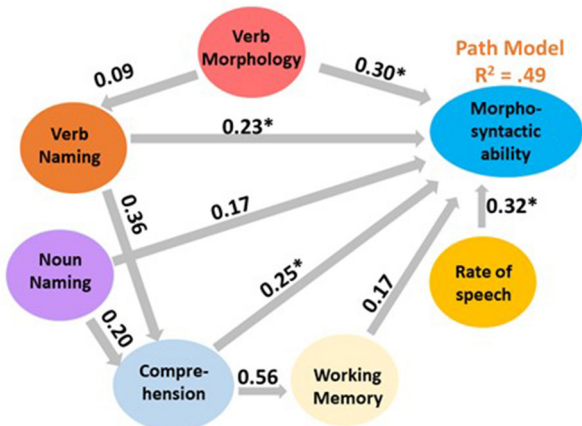 Verb
Morphology
Path Model
R² = .49
0.09
0.30*
Morpho-
syntactic
ability
Verb
Naming
0.23*
0.36
0.17
0.32*
Noun
Naming
0.25*
0.17
Rate of
speech
0.20
Compre-
hension
0.56
Working
Memory